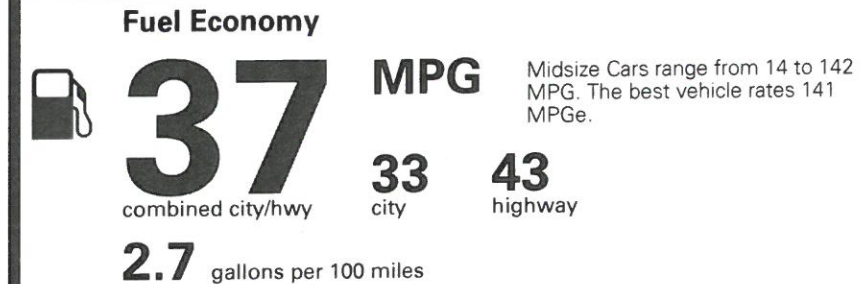 Fuel Economy
37 MPG
Midsize Cars range from 14 to 142
MPG. The best vehicle rates 141
MPGe.
combined city/hwy
33
city
43
highway
2.7 gallons per 100 miles